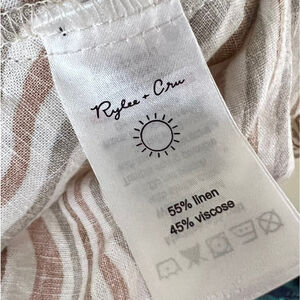 Rylee + Cru
55% linen
45% viscose